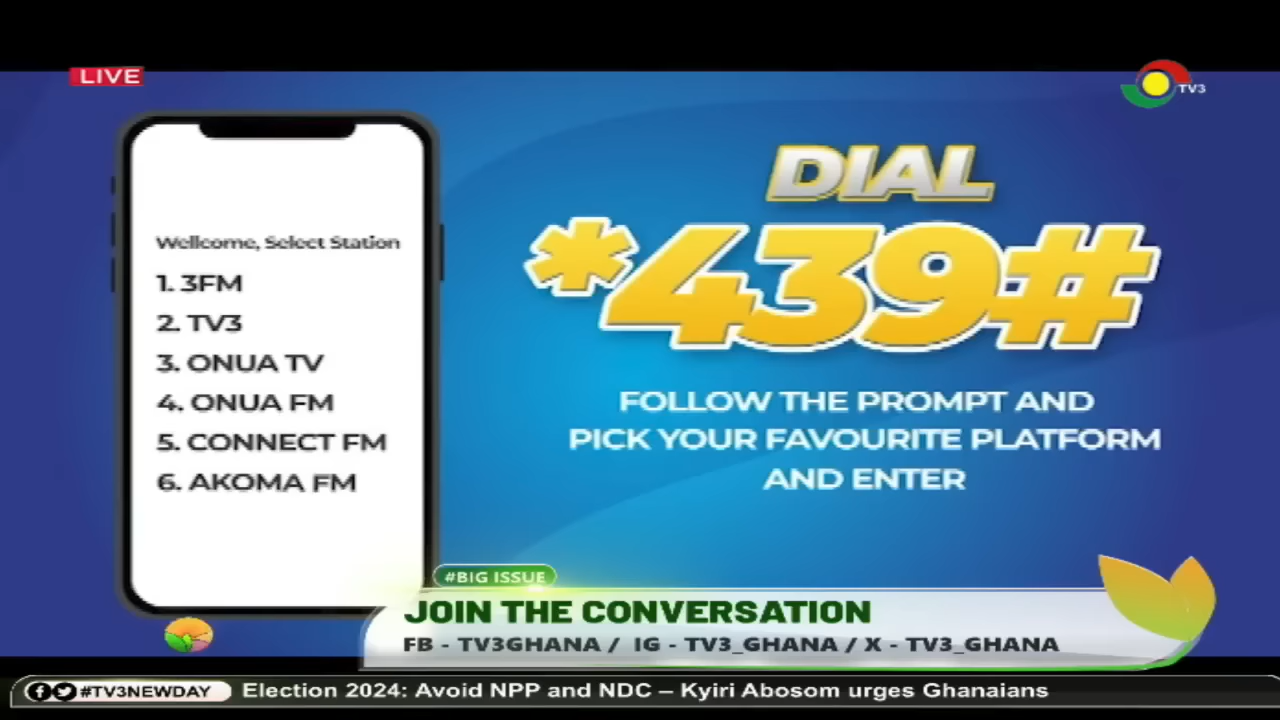 LIVE
TV3
Wellcome, Select Station
1. 3FM
2. TV3
3. ONUA TV
4. ONUA FM
5. CONNECT FM
6. AKOMA FM
DIAL
*439#
FOLLOW THE PROMPT AND
PICK YOUR FAVOURITE PLATFORM
AND ENTER
#BIG ISSUE
JOIN THE CONVERSATION
FB - TV3GHANA / IG - TV3_GHANA / X - TV3_GHANA
#TV3NEWDAY Election 2024: Avoid NPP and NDC – Kyiri Abosom urges Ghanaians